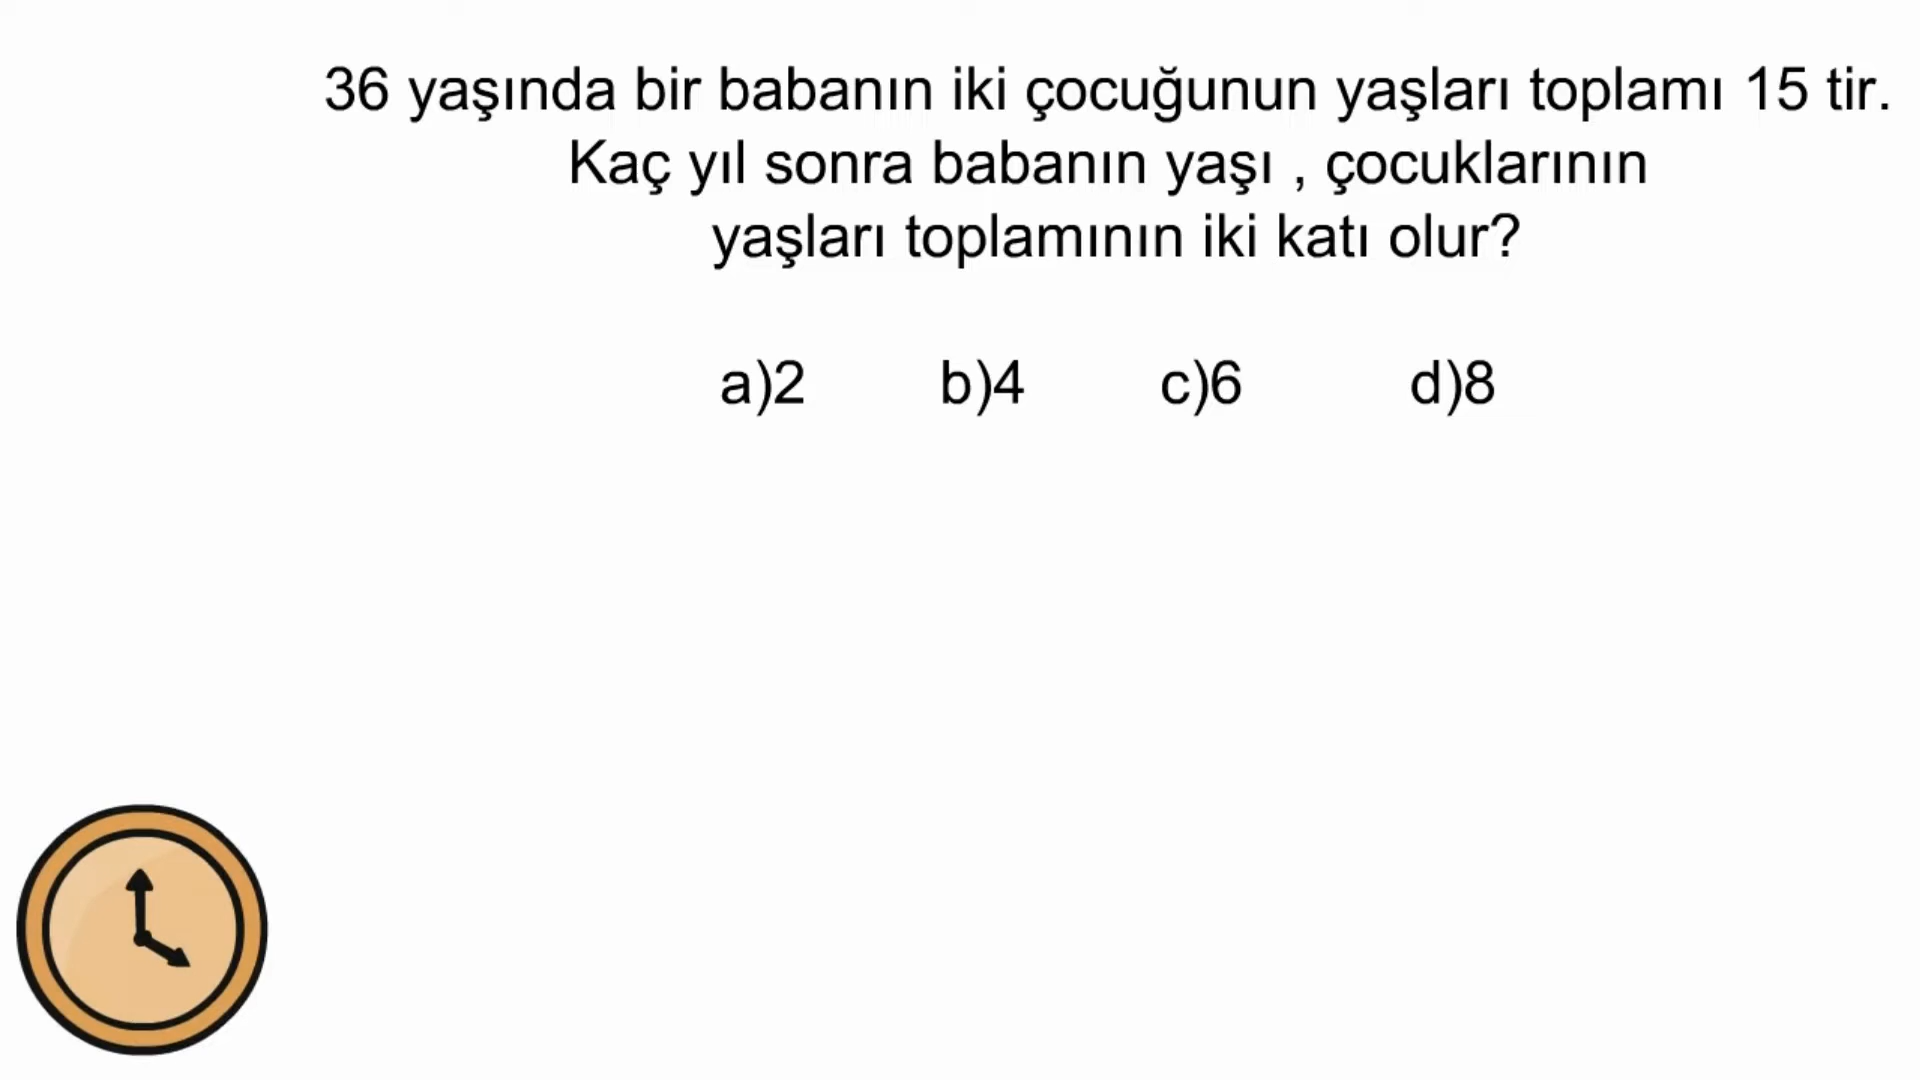 36 yaşında bir babanın iki çocuğunun yaşları toplamı 15 tir.
Kaç yıl sonra babanın yaşı , çocuklarının
yaşları toplamının iki katı olur?
a)2 b)4 c)6 d)8